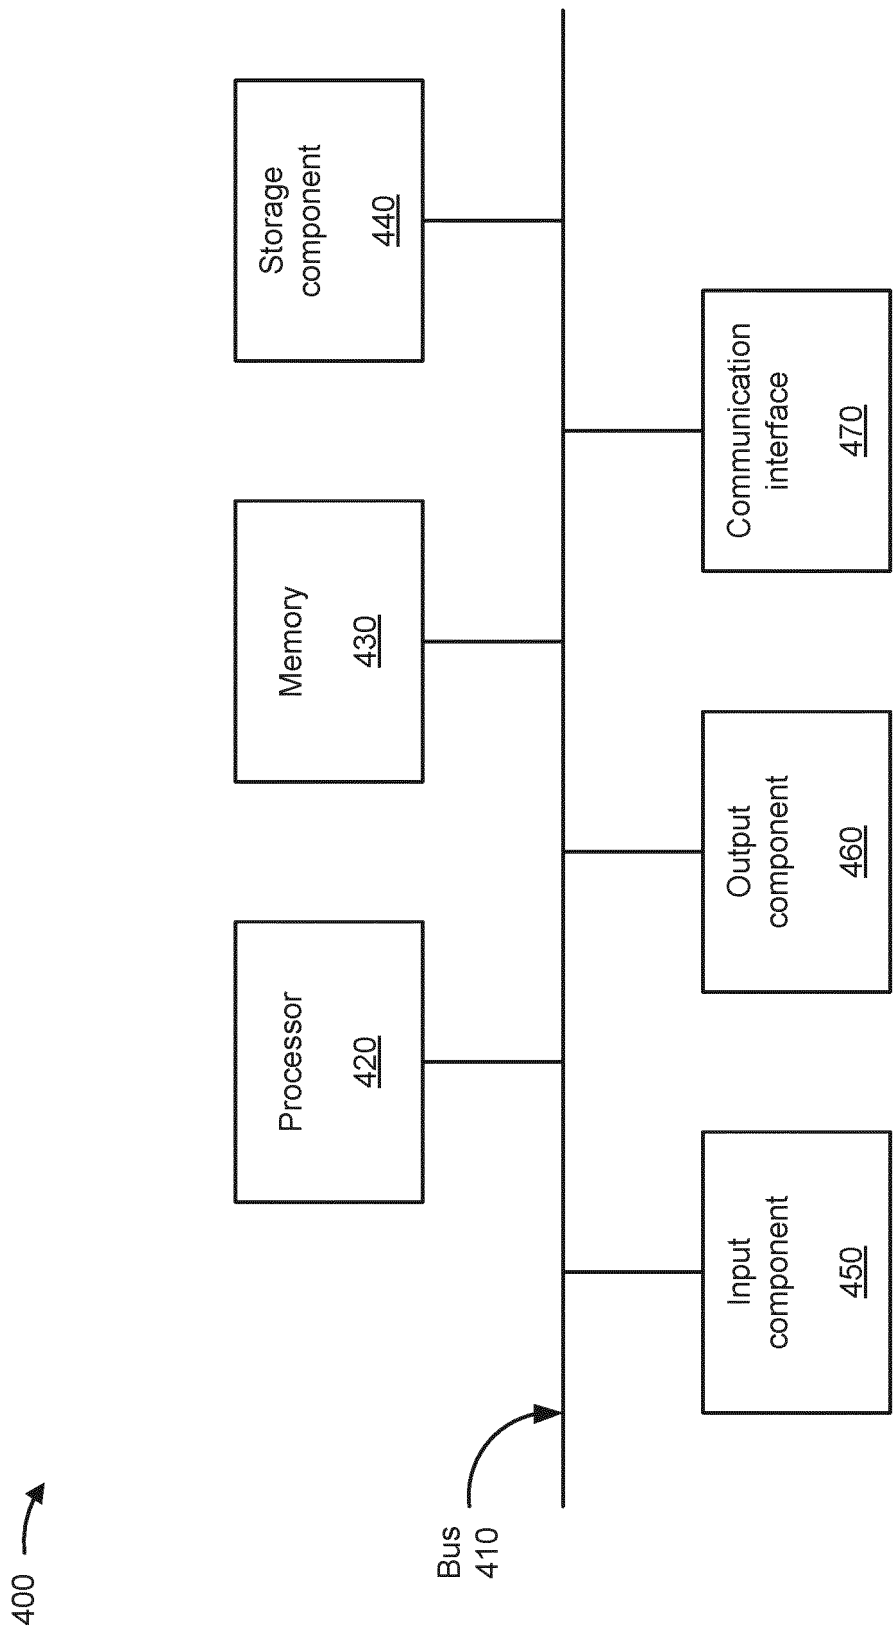 400
Processor
420
Memory
430
Storage
component
440
Bus
410
Input
component
450
Output
component
460
Communication
interface
470